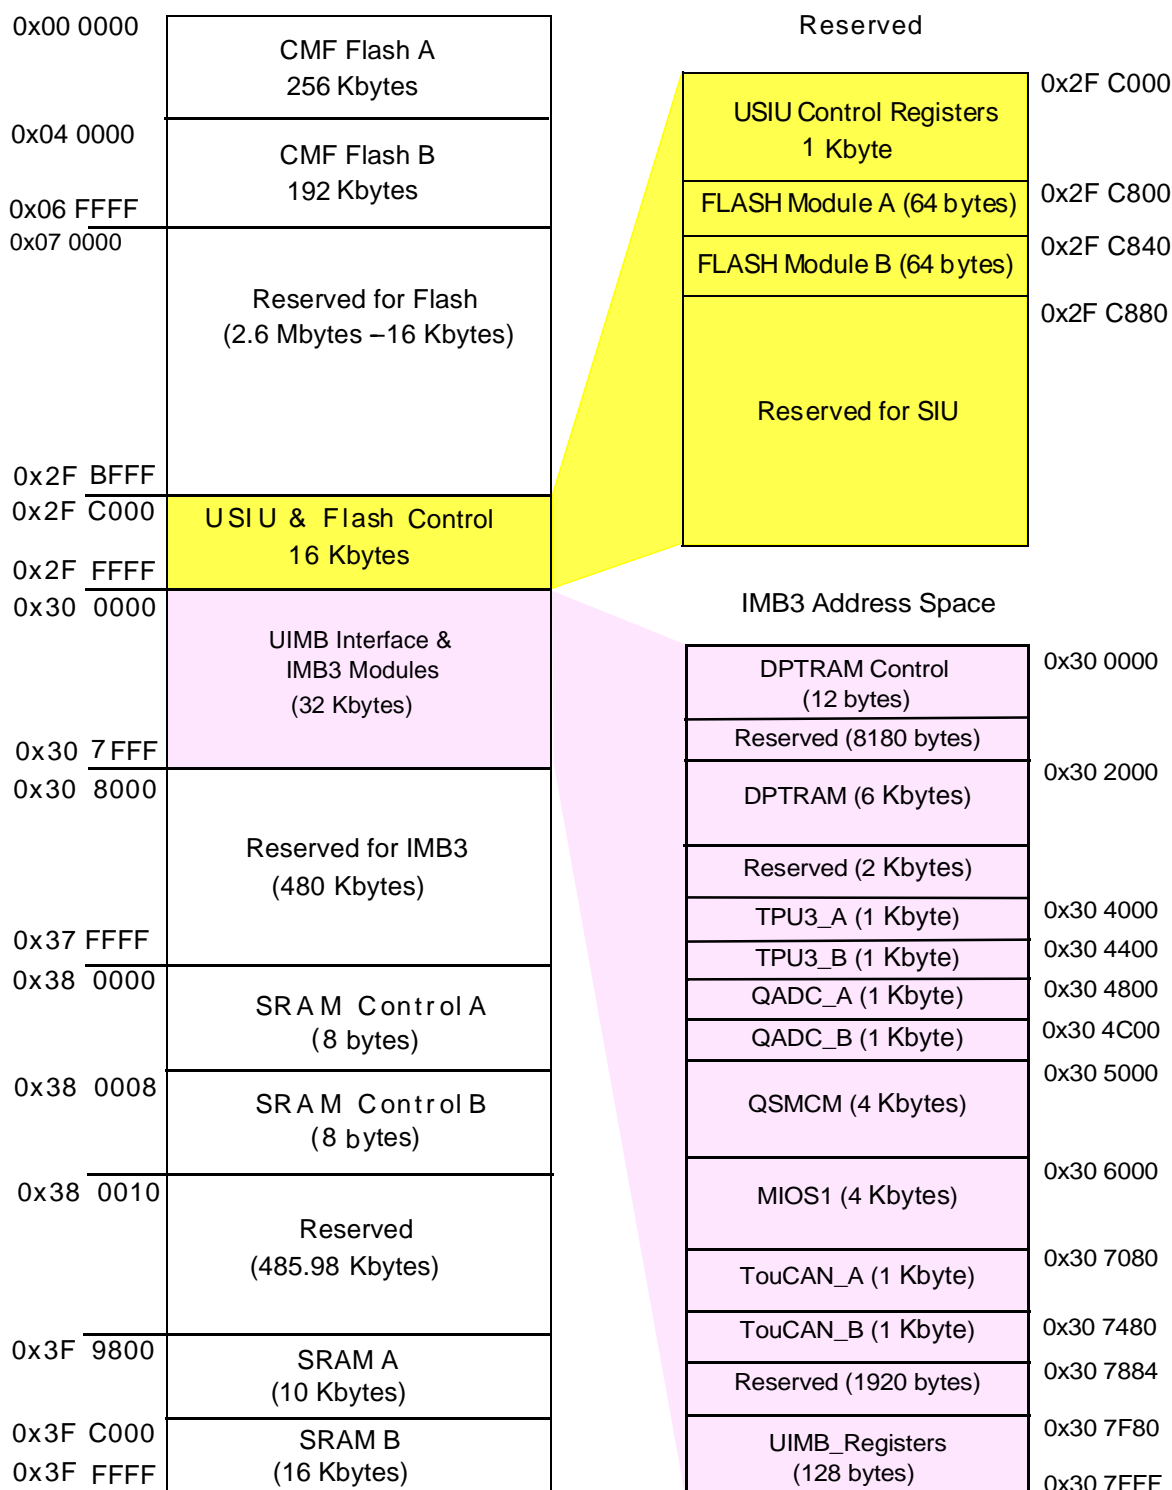 0x00 0000
CMF Flash A
256 Kbytes
0x04 0000
CMF Flash B
192 Kbytes
0x06 FFFF
0x07 0000
Reserved for Flash
(2.6 Mbytes –16 Kbytes)
0x2F BFFF
0x2F C000
USIU & Flash Control
16 Kbytes
0x2F FFFF
0x30 0000
UIMB Interface &
IMB3 Modules
(32 Kbytes)
0x30 7FFF
0x30 8000
Reserved for IMB3
(480 Kbytes)
0x37 FFFF
0x38 0000
SRAM Control A
(8 bytes)
0x38 0008
SRAM Control B
(8 bytes)
0x38 0010
Reserved
(485.98 Kbytes)
0x3F 9800
SRAM A
(10 Kbytes)
0x3F C000
SRAM B
(16 Kbytes)
0x3F FFFF
Reserved
0x2F C000
USIU Control Registers
1 Kbyte
FLASH Module A (64 bytes)
0x2F C800
FLASH Module B (64 bytes)
0x2F C840
0x2F C880
Reserved for SIU
IMB3 Address Space
DPTRAM Control
(12 bytes)
0x30 0000
Reserved (8180 bytes)
DPTRAM (6 Kbytes)
0x30 2000
Reserved (2 Kbytes)
TPU3_A (1 Kbyte)
0x30 4000
TPU3_B (1 Kbyte)
0x30 4400
QADC_A (1 Kbyte)
0x30 4800
QADC_B (1 Kbyte)
0x30 4C00
0x30 5000
QSMCM (4 Kbytes)
0x30 6000
MIOS1 (4 Kbytes)
0x30 7080
TouCAN_A (1 Kbyte)
TouCAN_B (1 Kbyte)
0x30 7480
Reserved (1920 bytes)
0x30 7884
0x30 7F80
UIMB_Registers
(128 bytes)
0x30 7FFF